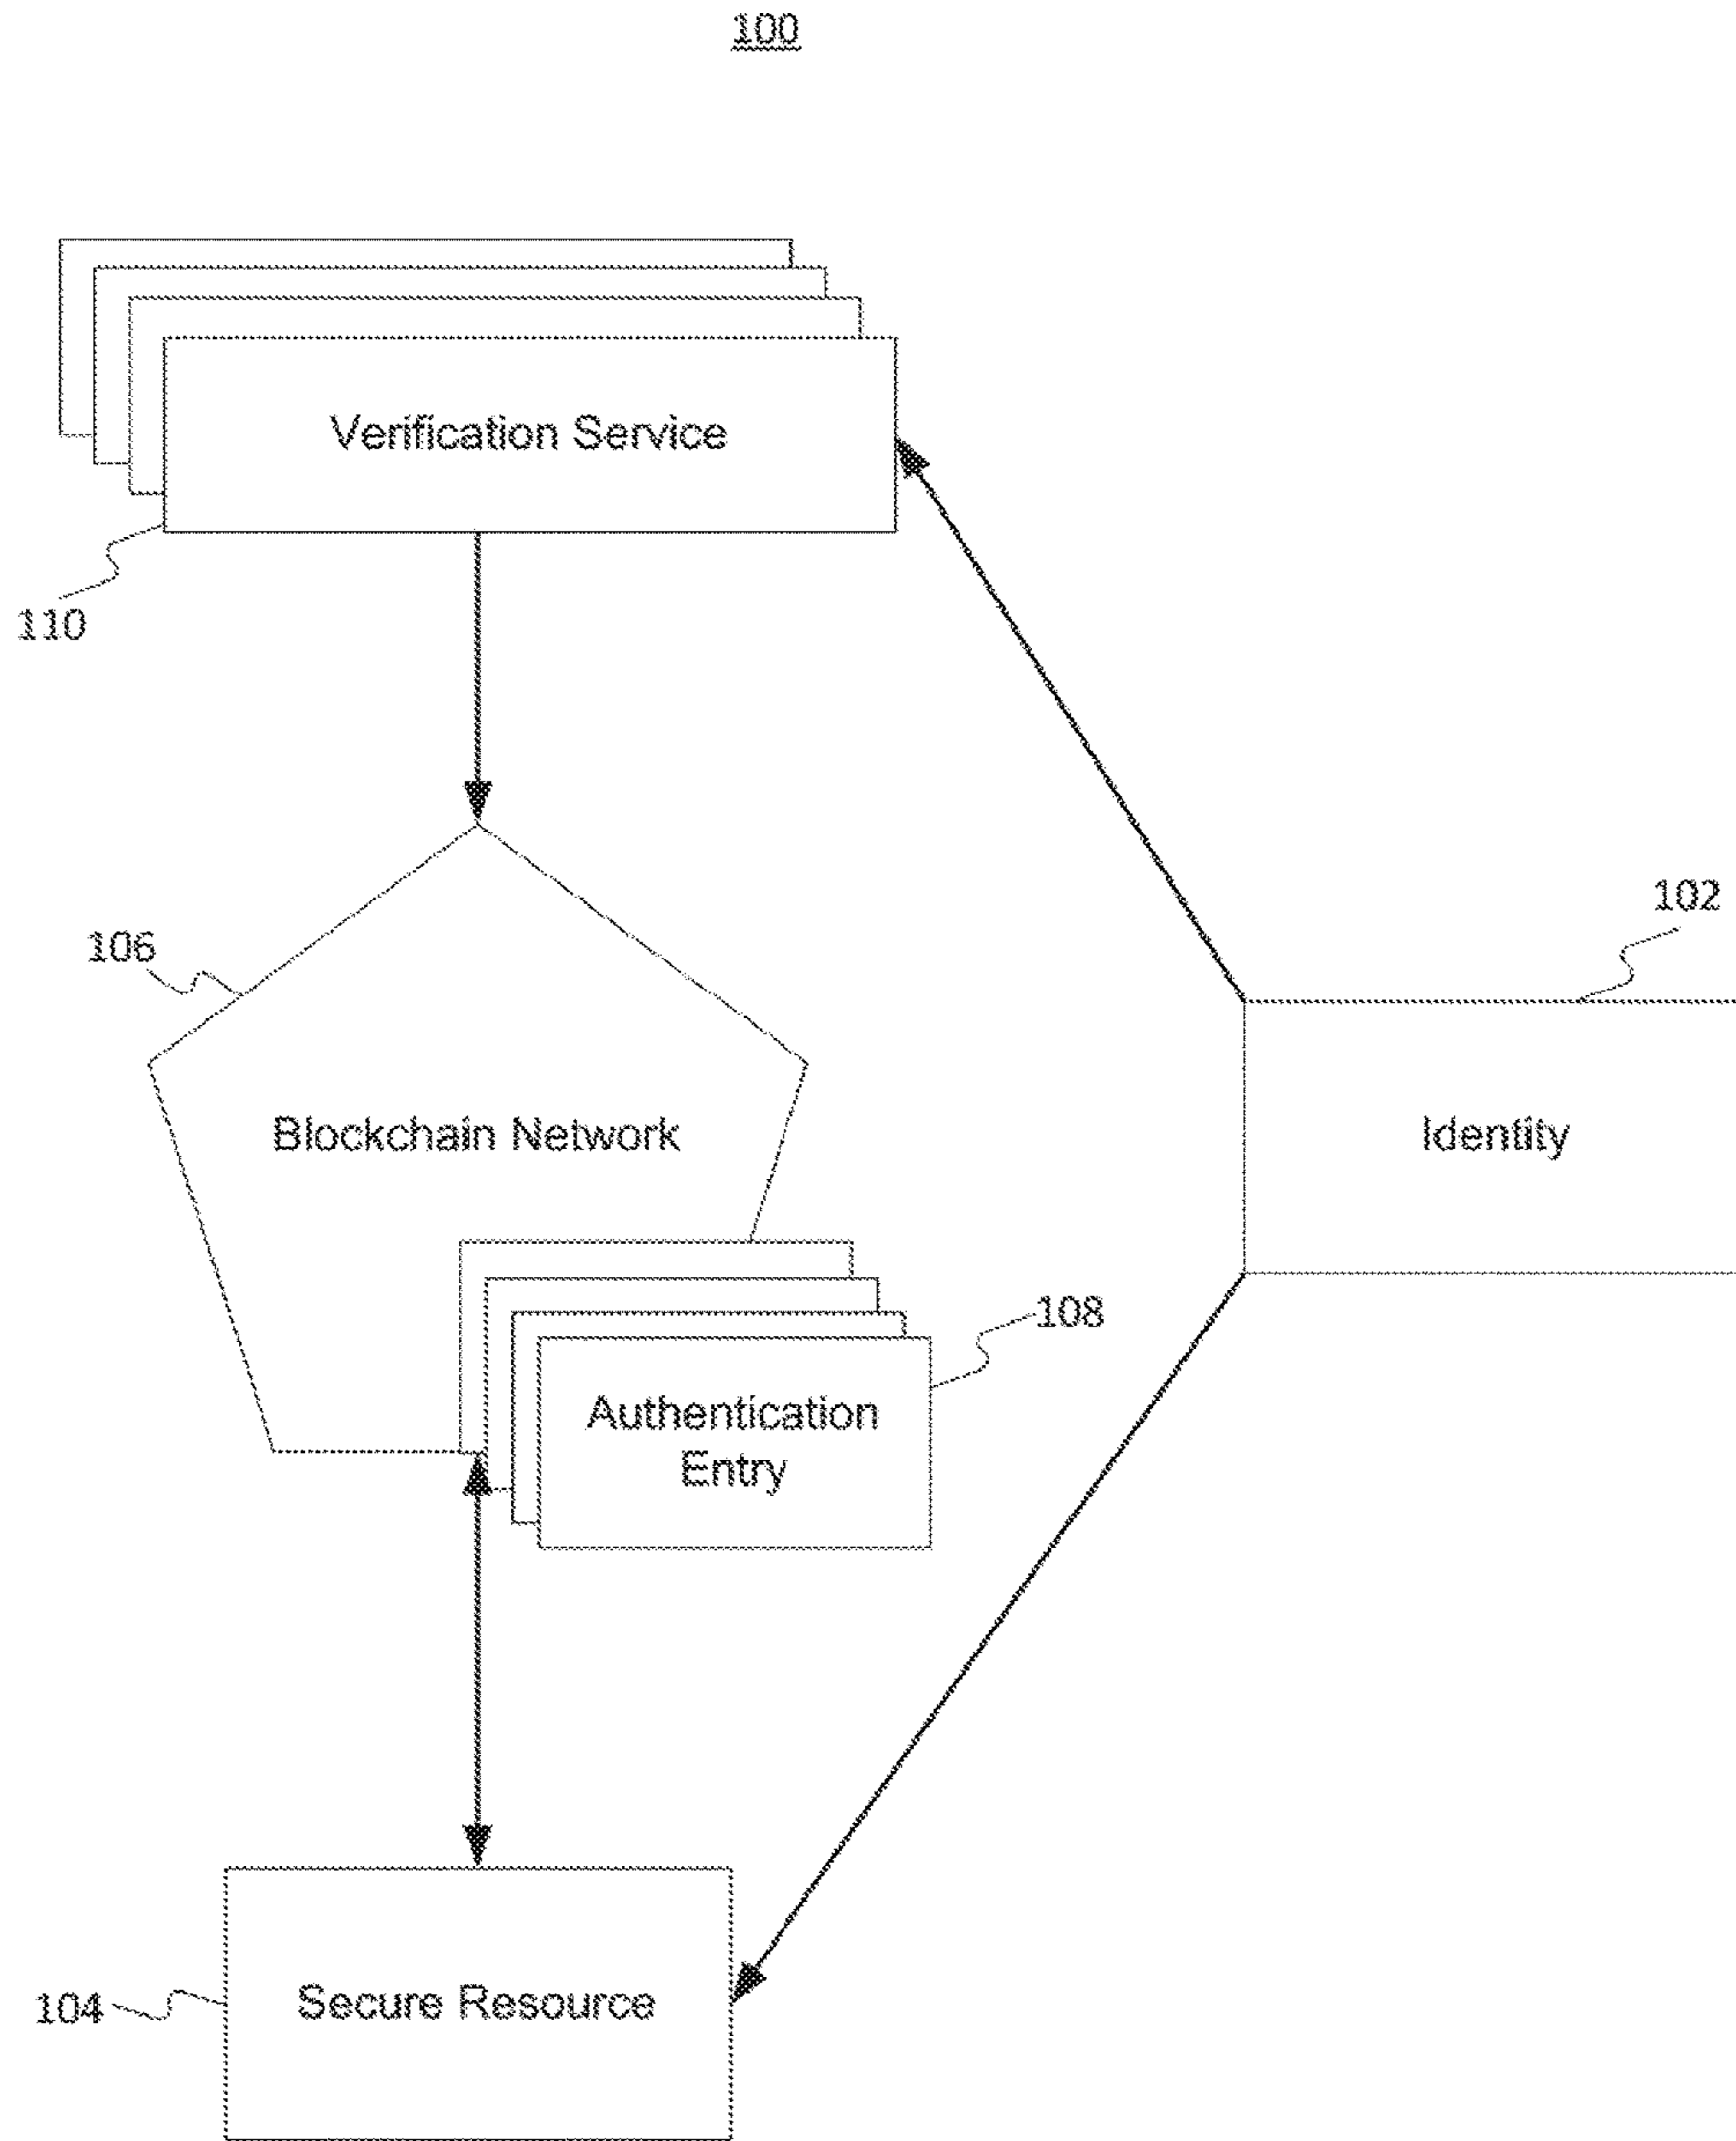 100
Verification Service
110
102
106
Blockchain Network
Identity
108
Authentication
Entry
104
Secure Resource